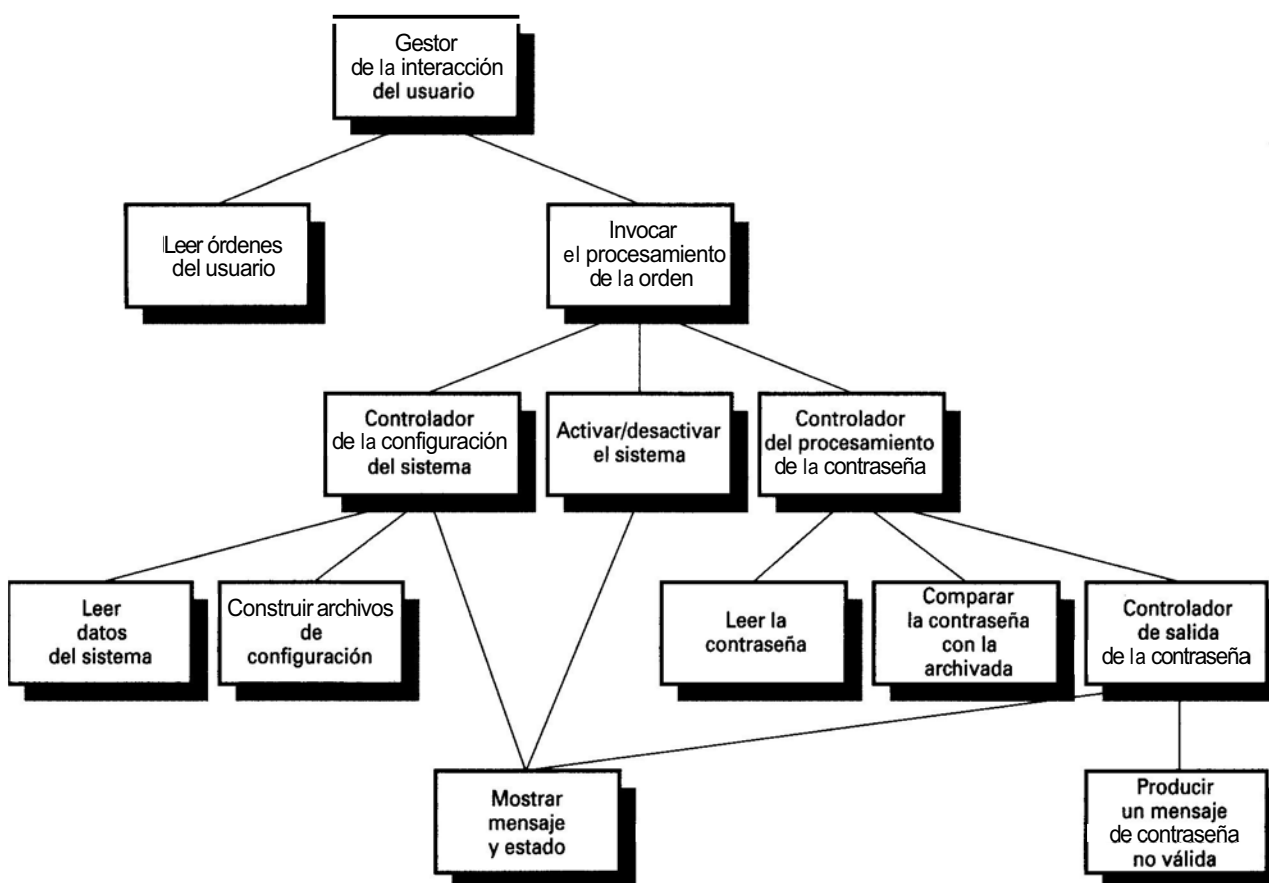 Gestor
de la interacción
del usuario
Leer órdenes
del usuario
Invocar
el procesamiento
de la orden
Controlador
de la configuración
del sistema
Activar/desactivar
el sistema
Controlador
del procesamiento
de la contraseña
Leer
datos
del sistema
Construir archivos
de
configuración
Leer la
contraseña
Comparar
la contraseña
con la
archivada
Controlador
de salida
de la contraseña
Mostrar
mensaje
y estado
Producir
un mensaje
de contraseña
no válida